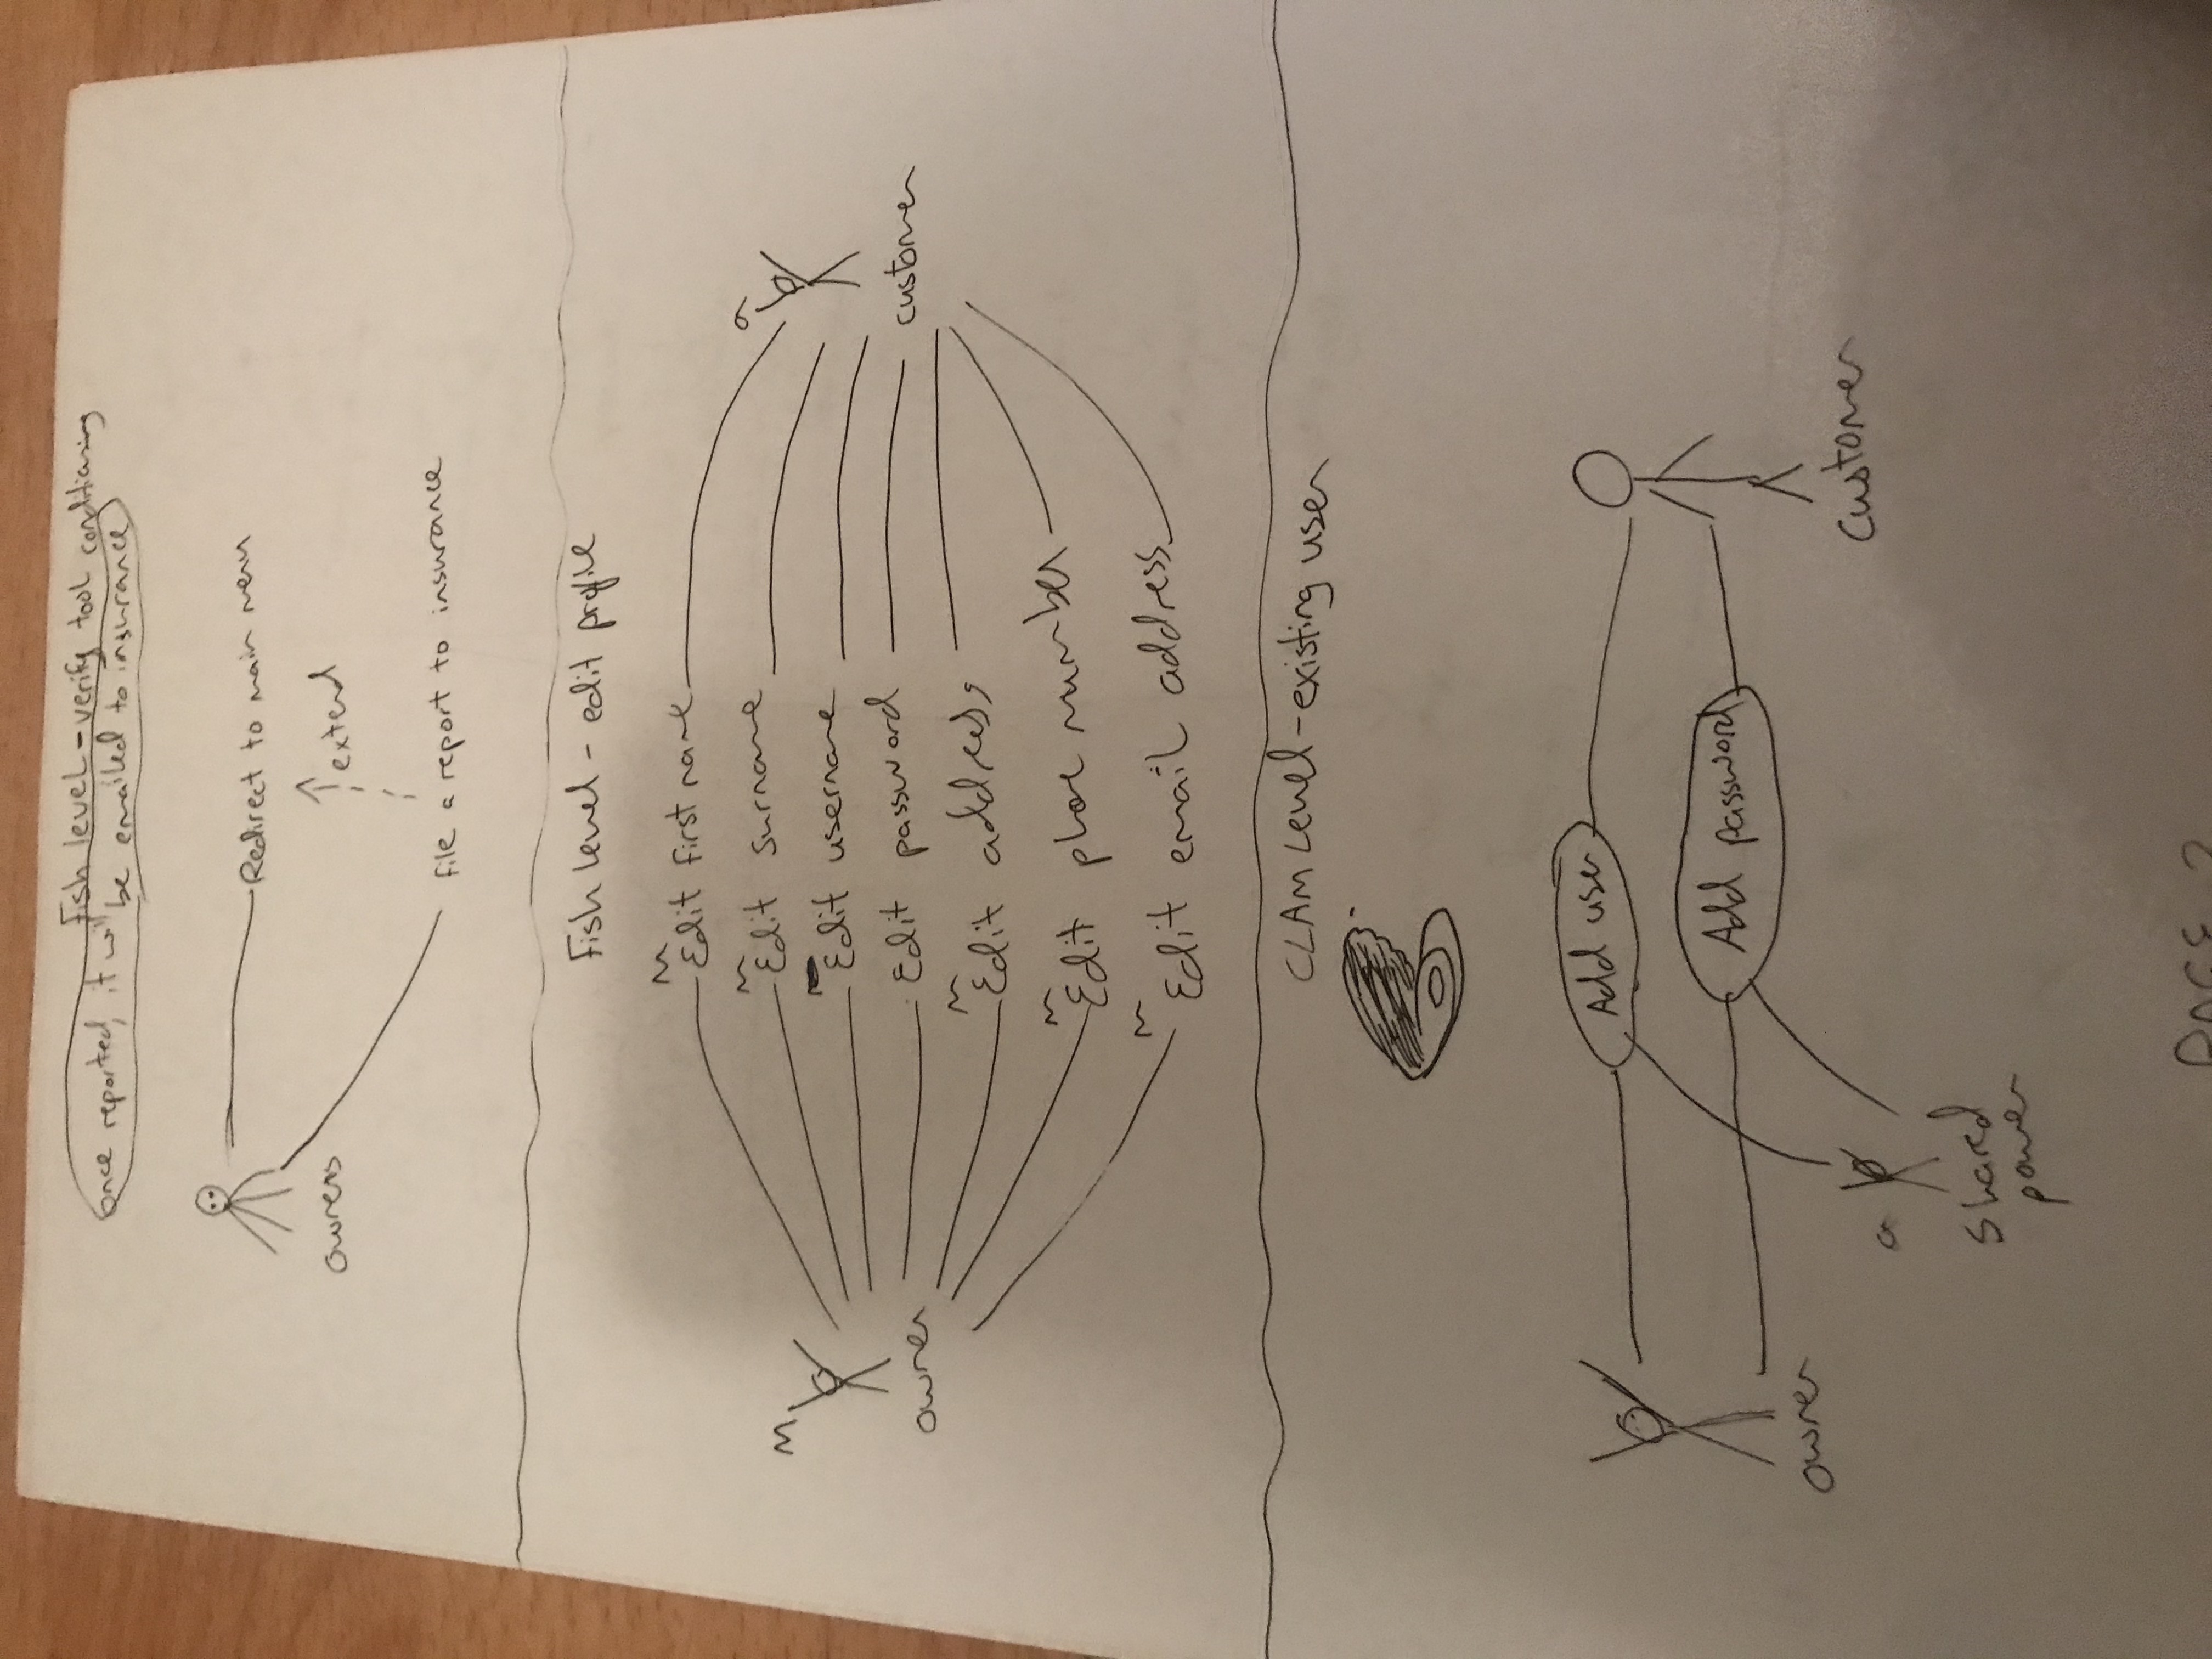 Fish level - verify tool conditioning
once reported, it will be emailed to insurance
Redirect to main menu
owners
extend
file a report to insurance
Fish level - edit profile
m
Edit first name
m
Edit surname
a
m
Edit username
owner
Edit password
customer
m
Edit address
m
Edit phone number
m
Edit email address
CLAM Level - existing user
Add user
Add password
owner
customer
a
Shared
power
PAGE 2